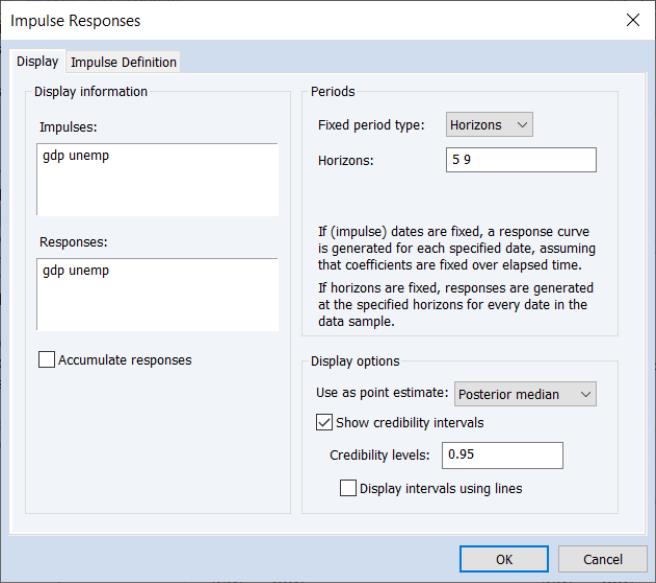 Impulse Responses
Display
Impulse Definition
Display information
Impulses:
gdp unemp
Responses:
gdp unemp
Accumulate responses
Periods
Fixed period type: Horizons
Horizons: 5 9
If (impulse) dates are fixed, a response curve
is generated for each specified date, assuming
that coefficients are fixed over elapsed time.
If horizons are fixed, responses are generated
at the specified horizons for every date in the
data sample.
Display options
Use as point estimate: Posterior median
Show credibility intervals
Credibility levels: 0.95
Display intervals using lines
OK
Cancel